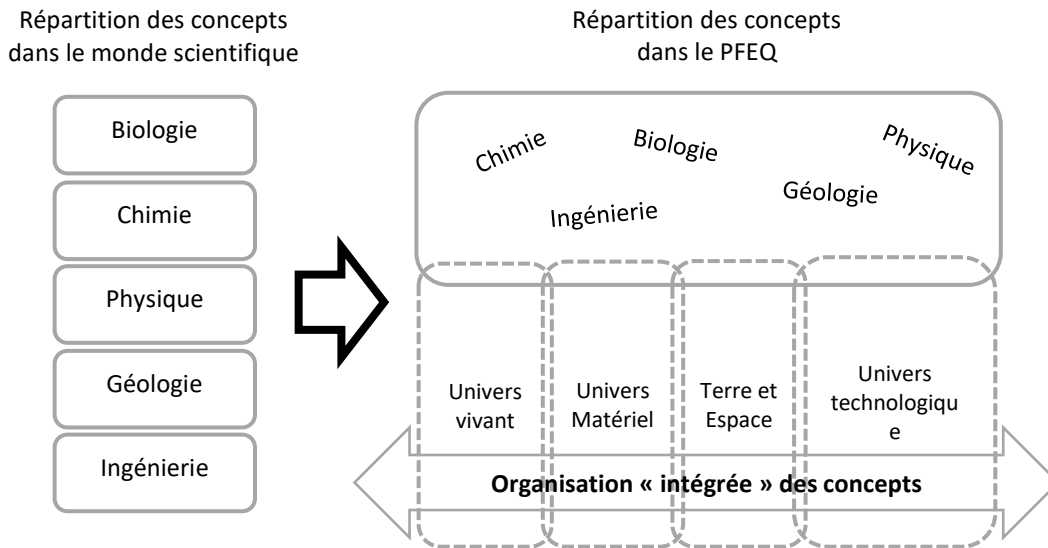 Répartition des concepts
dans le monde scientifique
Biologie
Chimie
Physique
Géologie
Ingénierie
Répartition des concepts
dans le PFEQ
Chimie
Biologie
Physique
Ingénierie
Géologie
Univers
vivant
Univers
Matériel
Terre et
Espace
Univers
technologiqu
e
Organisation « intégrée » des concepts